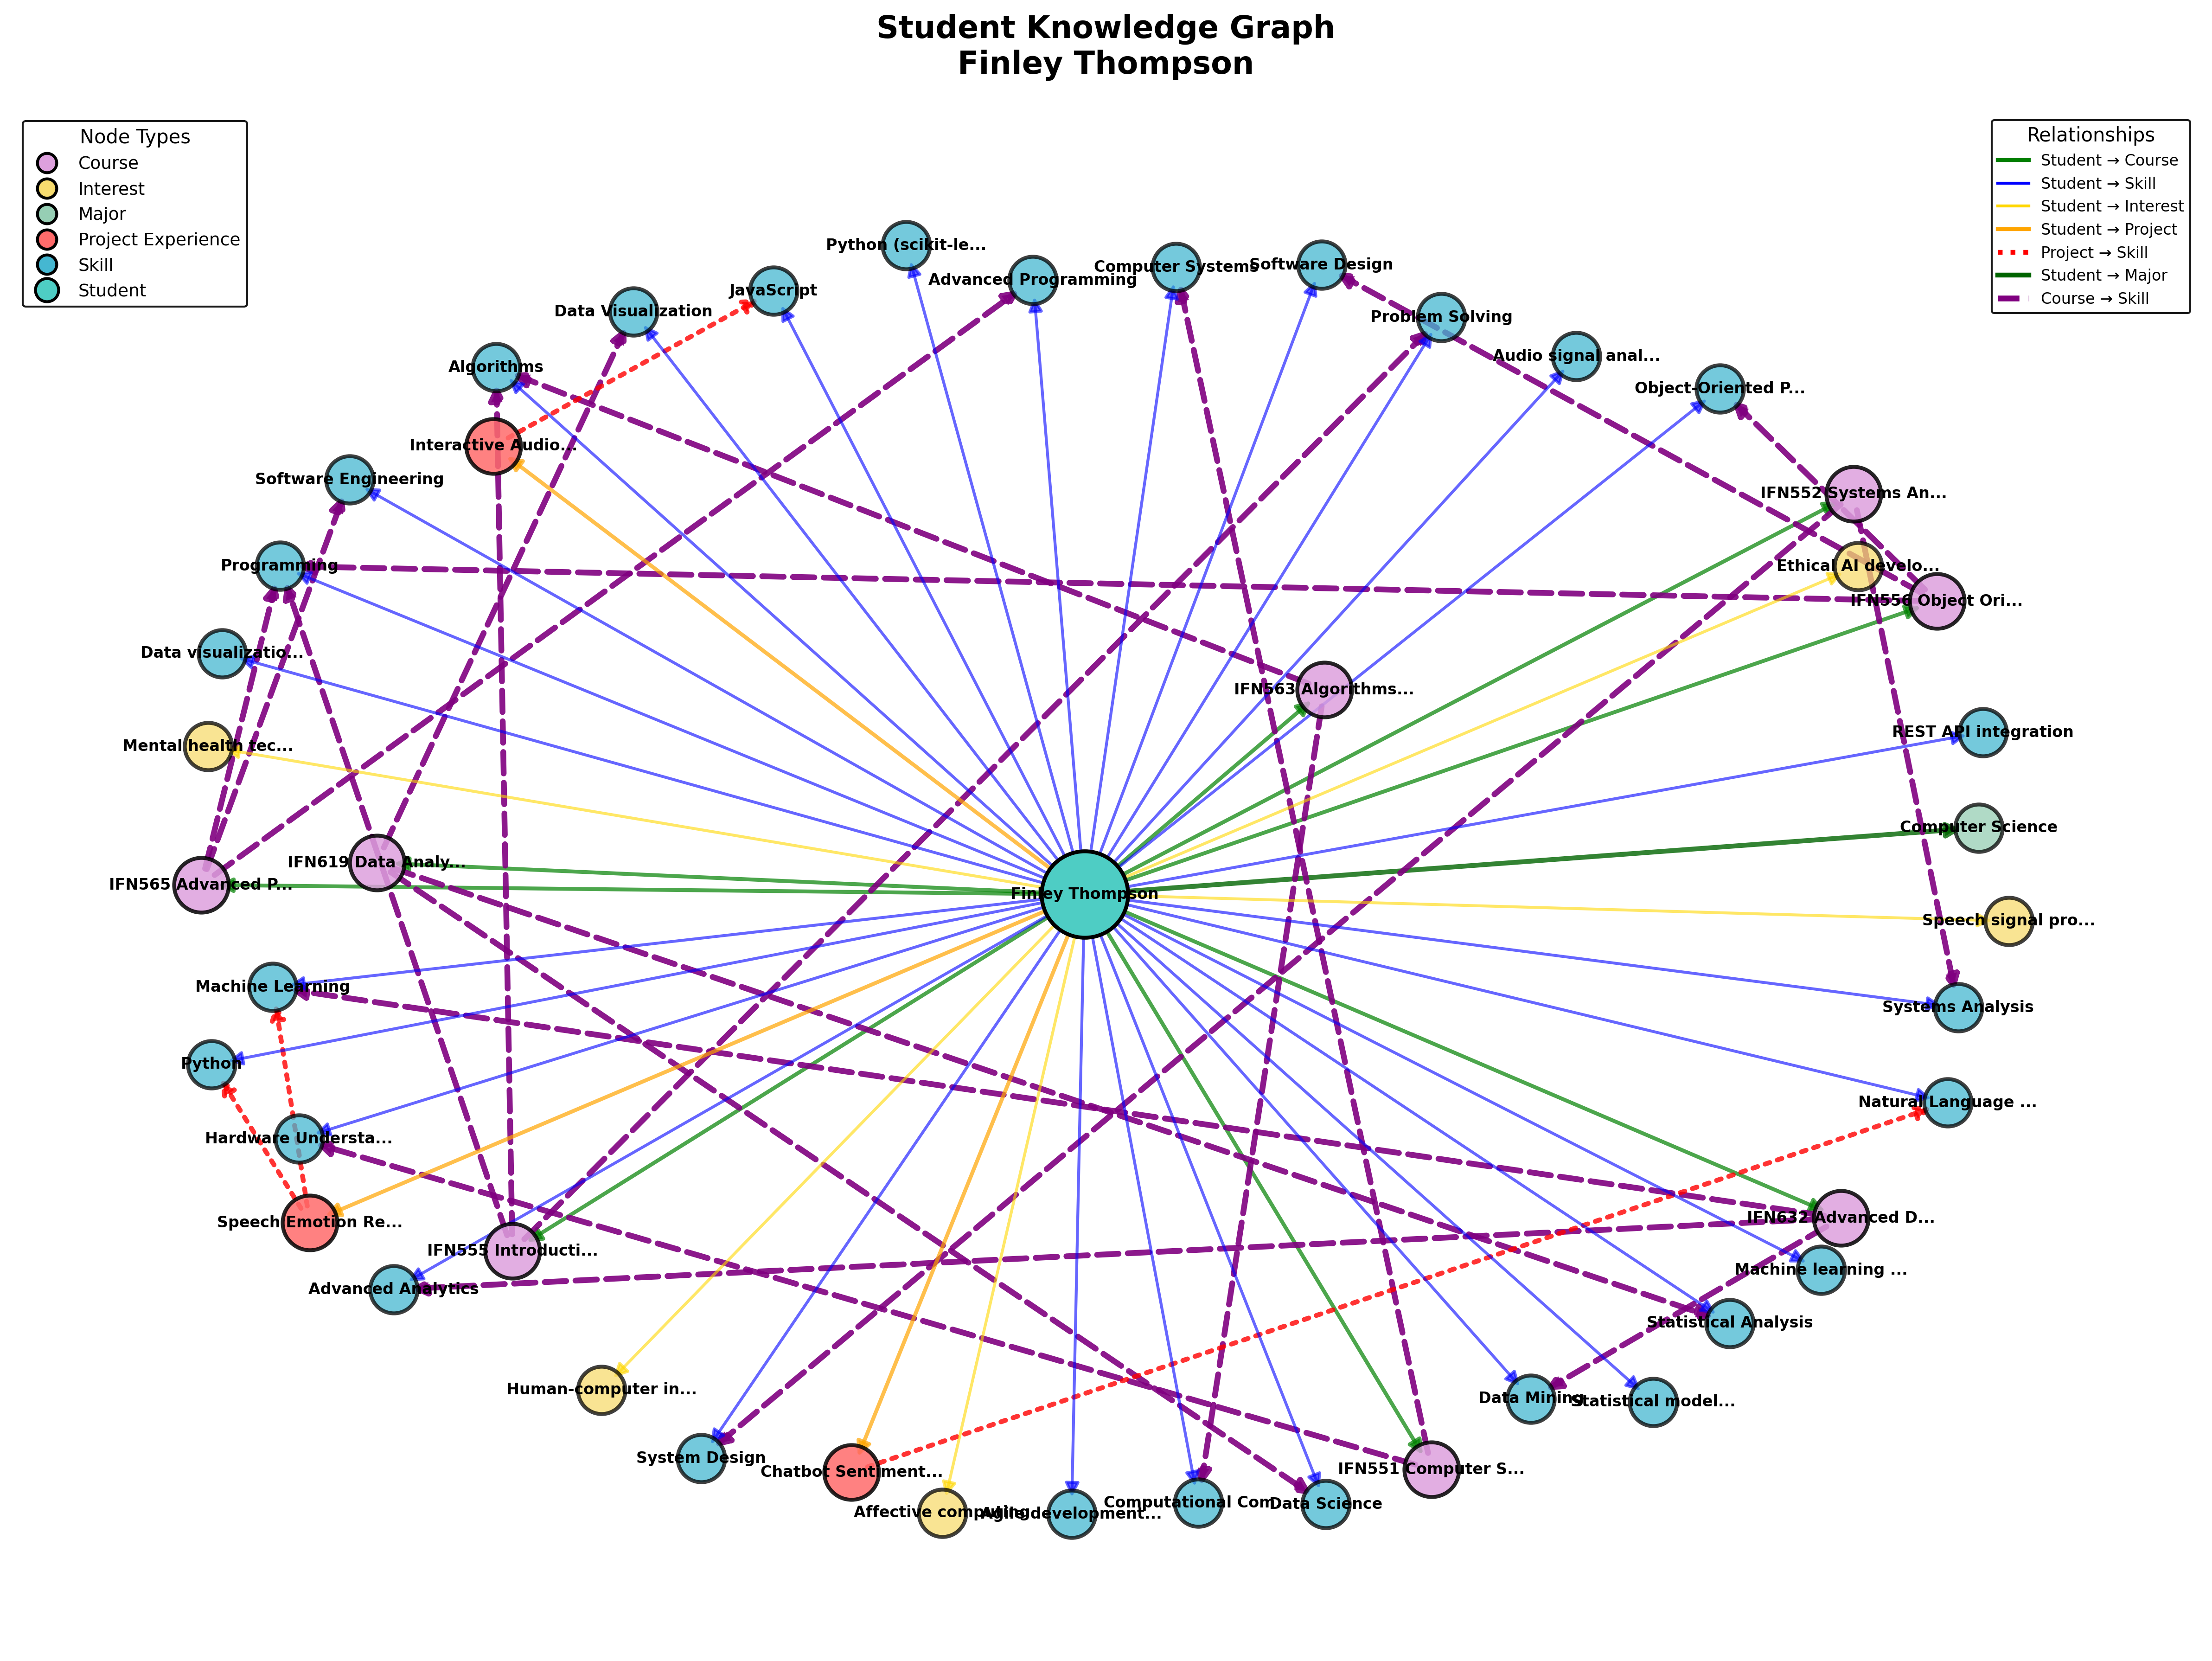 Student Knowledge Graph
Finley Thompson
Node Types
Course
Interest
Major
Project Experience
Skill
Student
Relationships
Student → Course
Student → Skill
Student → Interest
Student → Project
Project → Skill
Student → Major
Course → Skill
Python (scikit-le...
Advanced Programming
Computer Systems
Software Design
JavaScript
Data Visualization
Problem Solving
Audio signal anal...
Algorithms
Object-Oriented P...
Interactive Audio...
Software Engineering
IFN552 Systems An...
Programming
Ethical AI develo...
IFN556 Object Ori...
Data visualizatio...
IFN563 Algorithms...
REST API integration
Mental health tec...
Computer Science
IFN619 Data Analy...
IFN565 Advanced P...
Finley Thompson
Speech signal pro...
Machine Learning
Systems Analysis
Python
Natural Language ...
Hardware Understa...
Speech Emotion Re...
IFN632 Advanced D...
IFN555 Introducti...
Machine learning ...
Advanced Analytics
Statistical Analysis
Human-computer in...
Data Mining
Statistical model...
System Design
Chatbot Sentiment...
IFN551 Computer S...
Affective computing
Agile development...
Computational Com...
Data Science